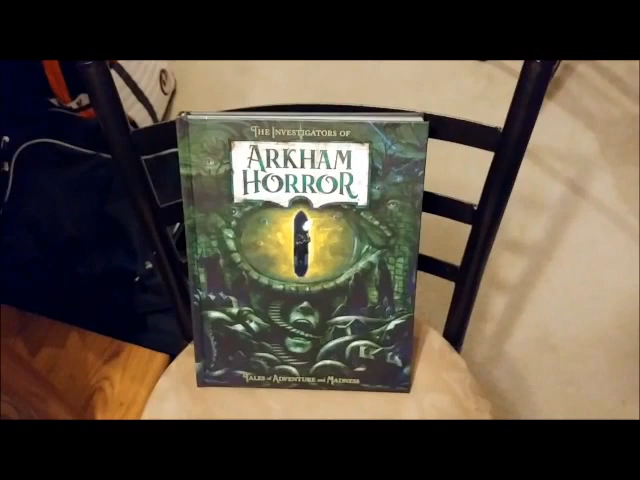 The Investigators of
Arkham
Horror
Tales of Adventure and Madness